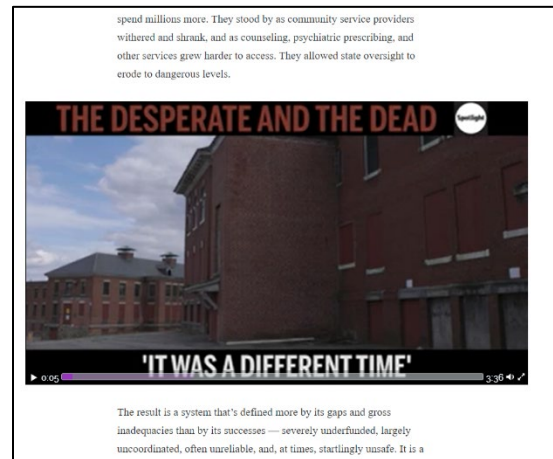 spend millions more. They stood by as community service providers
withered and shrank, and as counseling, psychiatric prescribing, and
other services grew harder to access. They allowed state oversight to
erode to dangerous levels.
THE DESPERATE AND THE DEAD
Spotlight
'IT WAS A DIFFERENT TIME'
0:05
3:36
The result is a system that’s defined more by its gaps and gross
inadequacies than by its successes — severely underfunded, largely
uncoordinated, often unreliable, and, at times, startlingly unsafe. It is a